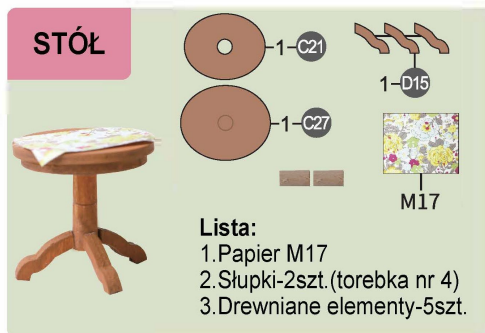 STÓŁ
1-C21
1-D15
1-C27
M17
Lista:
1.Papier M17
2.Słupki-2szt.(torebka nr 4)
3.Drewniane elementy-5szt.